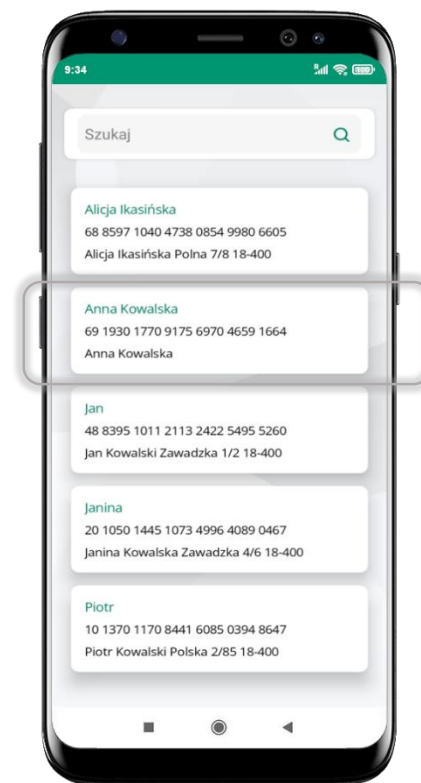 9:34
Szukaj
Alicja Ikasińska
68 8597 1040 4738 0854 9980 6605
Alicja Ikasińska Polna 7/8 18-400
Anna Kowalska
69 1930 1770 9175 6970 4659 1664
Anna Kowalska
Jan
48 8395 1011 2113 2422 5495 5260
Jan Kowalski Zawadzka 1/2 18-400
Janina
20 1050 1445 1073 4996 4089 0467
Janina Kowalska Zawadzka 4/6 18-400
Piotr
10 1370 1170 8441 6085 0394 8647
Piotr Kowalski Polska 2/85 18-400